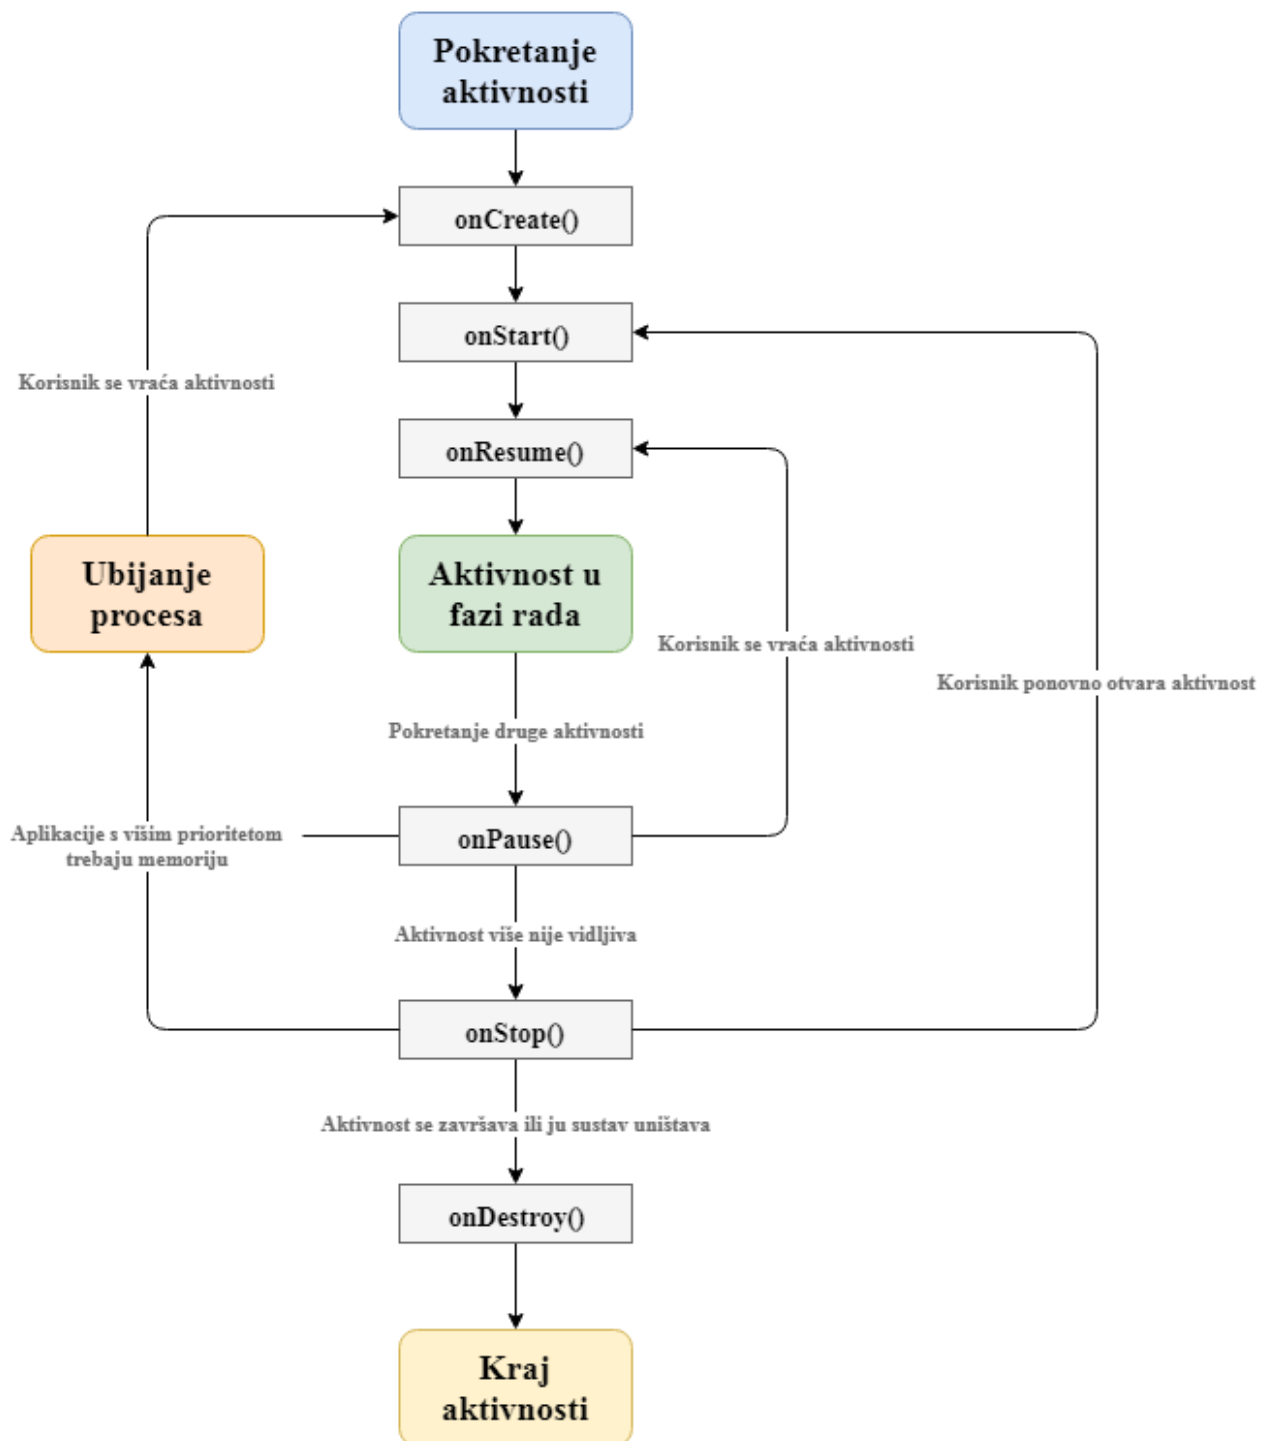 Pokretanje
aktivnosti
onCreate()
onStart()
Korisnik se vraća aktivnosti
onResume()
Ubijanje
procesa
Aktivnost u
fazi rada
Korisnik se vraća aktivnosti
Korisnik ponovno otvara aktivnost
Pokretanje druge aktivnosti
Aplikacije s višim prioritetom
trebaju memoriju
onPause()
Aktivnost više nije vidljiva
onStop()
Aktivnost se završava ili ju sustav uništava
onDestroy()
Kraj
aktivnosti